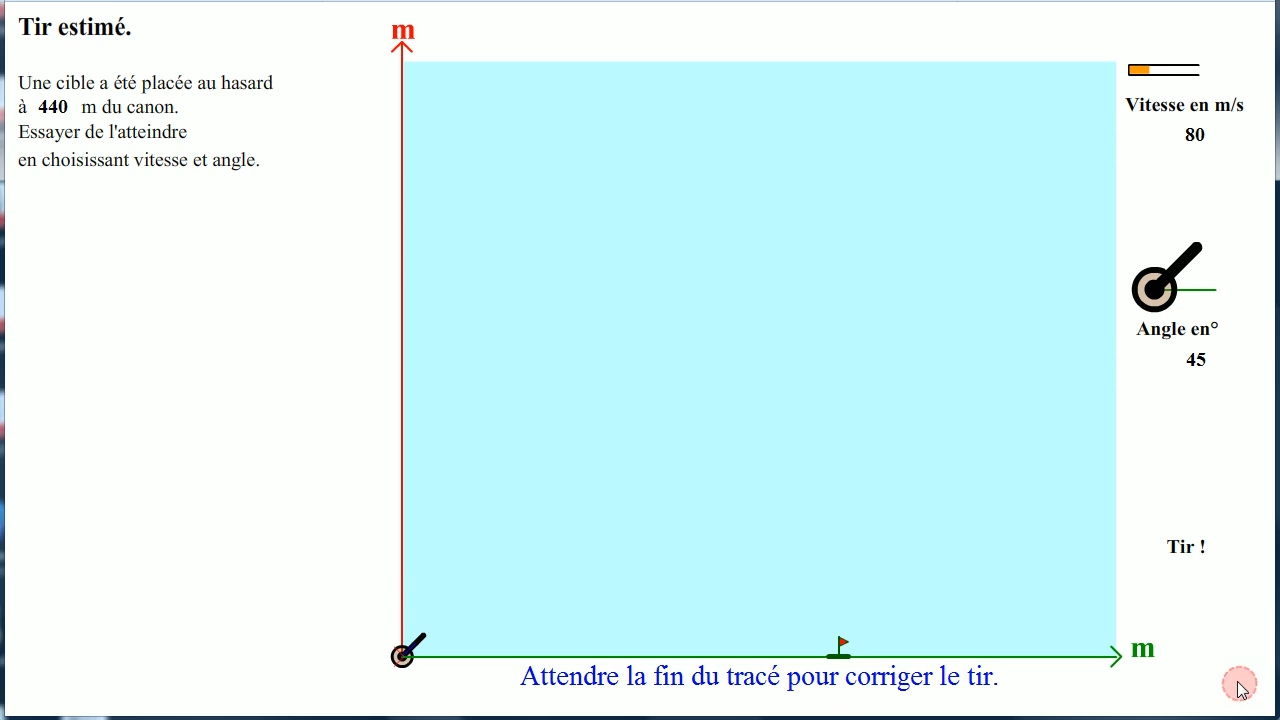 Tir estimé.
Une cible a été placée au hasard
à 440 m du canon.
Essayer de l'atteindre
en choisissant vitesse et angle.
m
Vitesse en m/s
80
Angle en°
45
Tir !
m
Attendre la fin du tracé pour corriger le tir.